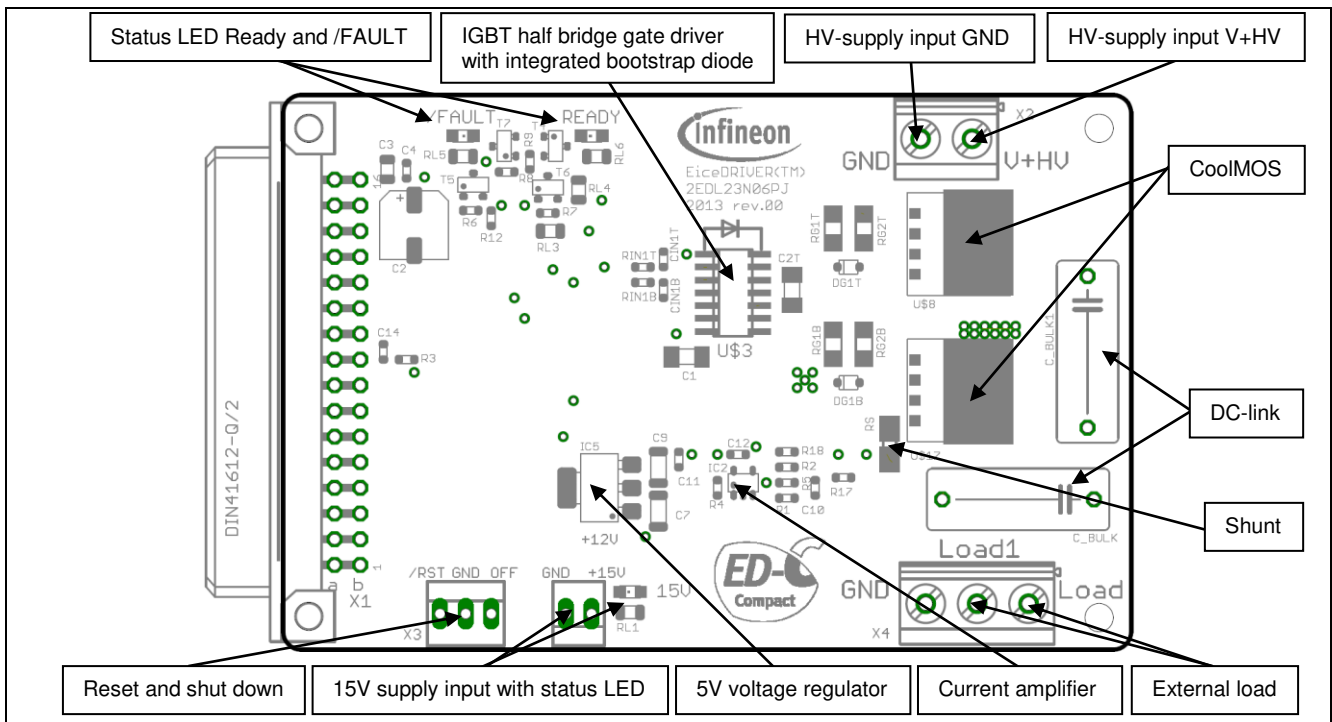 Status LED Ready and /FAULT
IGBT half bridge gate driver
with integrated bootstrap diode
HV-supply input GND
HV-supply input V+HV
/FAULT
READY
T7
R9
C3
C4
RL5
R8
RL6
T5
T6
RL4
R6
R12
R7
RL3
16
+
C2
infineon
EiceDRIVER(TM)
2EDL23N06PJ
2013 rev.00
X2
GND
V+HV
CoolMOS
RIN1T
CIN1T
RIN1B
CIN1B
C2T
RG1T
RG2T
DG1T
U$8
C_BULK1
U$3
C1
RG1B
RG2B
DG1B
RS
U$17
C14
R3
DC-link
DIN41612-Q/2
IC5
C9
C11
C7
+12V
C12
IC2
R4
R18
R2
R5
R1
C10
R17
C_BULK
Shunt
a b
1
X1
/RST GND OFF
X3
GND +15V
15V
RL1
ED-C
Compact
Load1
GND
Load
X4
Reset and shut down
15V supply input with status LED
5V voltage regulator
Current amplifier
External load